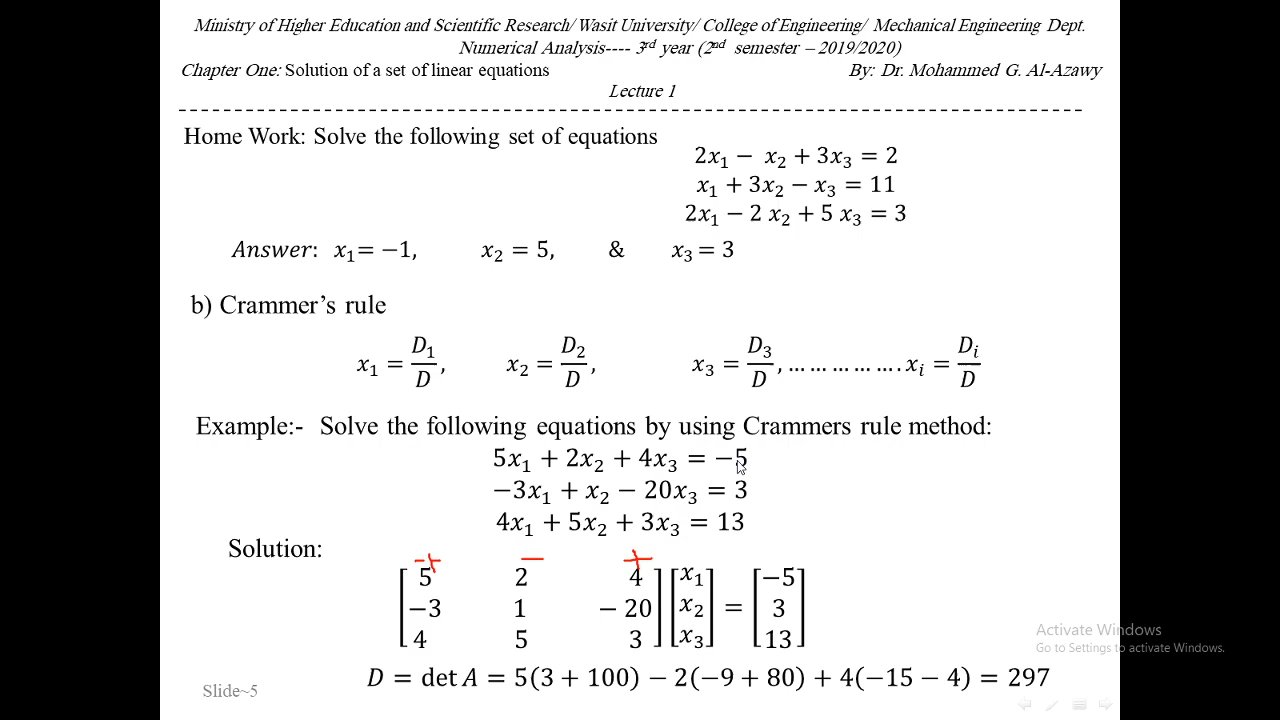 Ministry of Higher Education and Scientific Research/ Wasit University/ College of Engineering/ Mechanical Engineering Dept.
Numerical Analysis---- 3rd year (2nd semester – 2019/2020)
Chapter One: Solution of a set of linear equations By: Dr. Mohammed G. Al-Azawy
Lecture 1
Home Work: Solve the following set of equations
2x₁ − x₂ + 3x₃ = 2
x₁ + 3x₂ − x₃ = 11
2x₁ − 2 x₂ + 5 x₃ = 3
Answer: x₁= −1, x₂ = 5, & x₃ = 3
b) Crammer’s rule
x₁ = D₁/D, x₂ = D₂/D, x₃ = D₃/D, … … … … …. xᵢ = Dᵢ/D
Example:- Solve the following equations by using Crammers rule method:
5x₁ + 2x₂ + 4x₃ = −5
−3x₁ + x₂ − 20x₃ = 3
4x₁ + 5x₂ + 3x₃ = 13
Solution:
+ − +
[5 2 4] [x₁] [−5]
[−3 1 − 20] [x₂] = [3]
[4 5 3] [x₃] [13]
D = det A = 5(3 + 100) − 2(−9 + 80) + 4(−15 − 4) = 297
Slide~5
Activate Windows
Go to Settings to activate Windows.